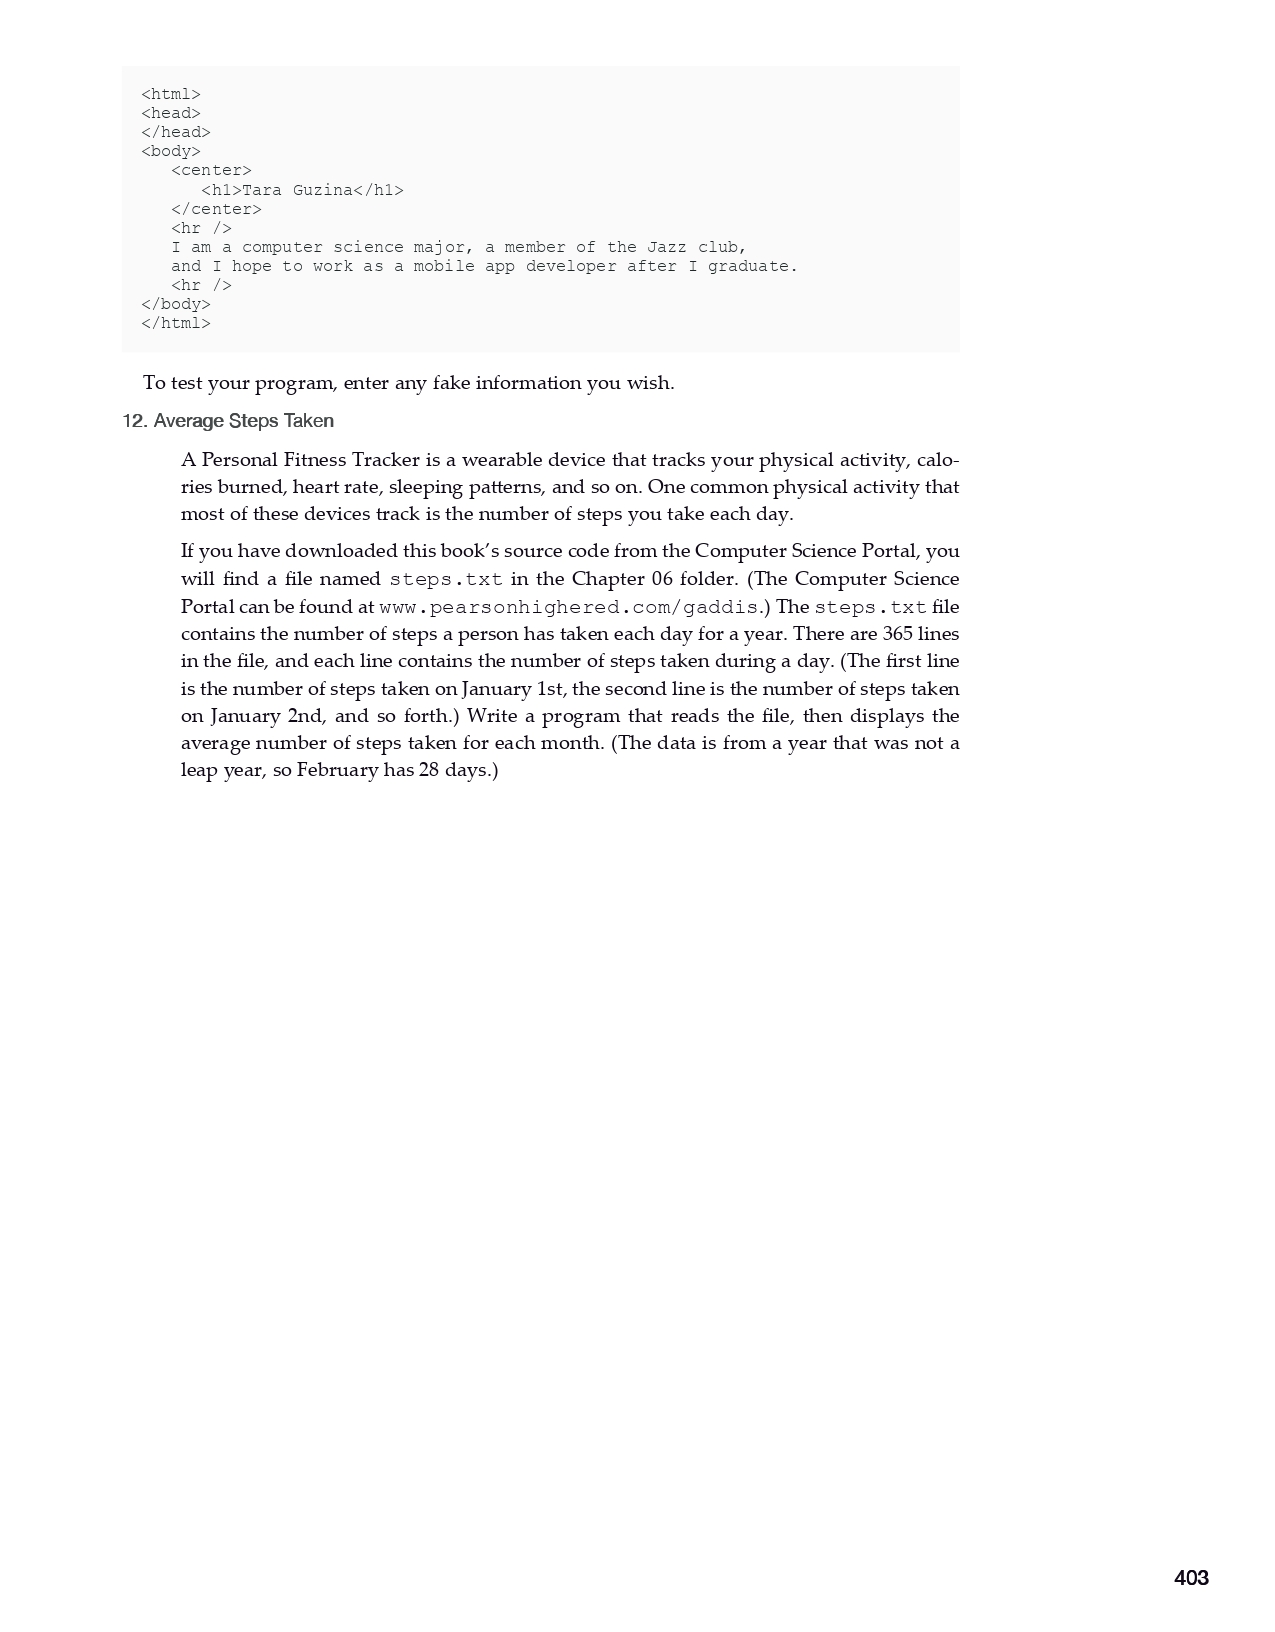 <html>
<head>
</head>
<body>
   <center>
      <h1>Tara Guzina</h1>
   </center>
   <hr />
   I am a computer science major, a member of the Jazz club,
   and I hope to work as a mobile app developer after I graduate.
   <hr />
</body>
</html>
To test your program, enter any fake information you wish.
12. Average Steps Taken
A Personal Fitness Tracker is a wearable device that tracks your physical activity, calo-
ries burned, heart rate, sleeping patterns, and so on. One common physical activity that
most of these devices track is the number of steps you take each day.
If you have downloaded this book’s source code from the Computer Science Portal, you
will find a file named steps.txt in the Chapter 06 folder. (The Computer Science
Portal can be found at www.pearsonhighered.com/gaddis.) The steps.txt file
contains the number of steps a person has taken each day for a year. There are 365 lines
in the file, and each line contains the number of steps taken during a day. (The first line
is the number of steps taken on January 1st, the second line is the number of steps taken
on January 2nd, and so forth.) Write a program that reads the file, then displays the
average number of steps taken for each month. (The data is from a year that was not a
leap year, so February has 28 days.)
403